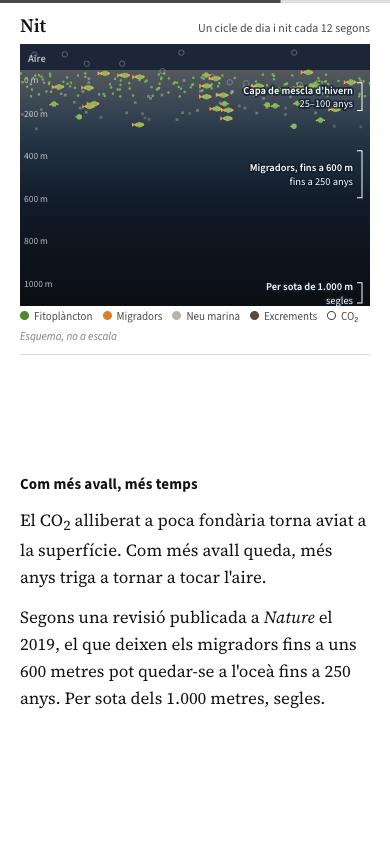 Nit
Un cicle de dia i nit cada 12 segons
Aire
0 m
Capa de mescla d'hivern
25–100 anys
200 m
400 m
Migradors, fins a 600 m
fins a 250 anys
600 m
800 m
1000 m
Per sota de 1.000 m
segles
Fitoplàncton Migradors Neu marina Excrements CO₂
Esquema, no a escala
Com més avall, més temps
El CO₂ alliberat a poca fondària torna aviat a
la superfície. Com més avall queda, més
anys triga a tornar a tocar l'aire.
Segons una revisió publicada a Nature el
2019, el que deixen els migradors fins a uns
600 metres pot quedar-se a l'oceà fins a 250
anys. Per sota dels 1.000 metres, segles.